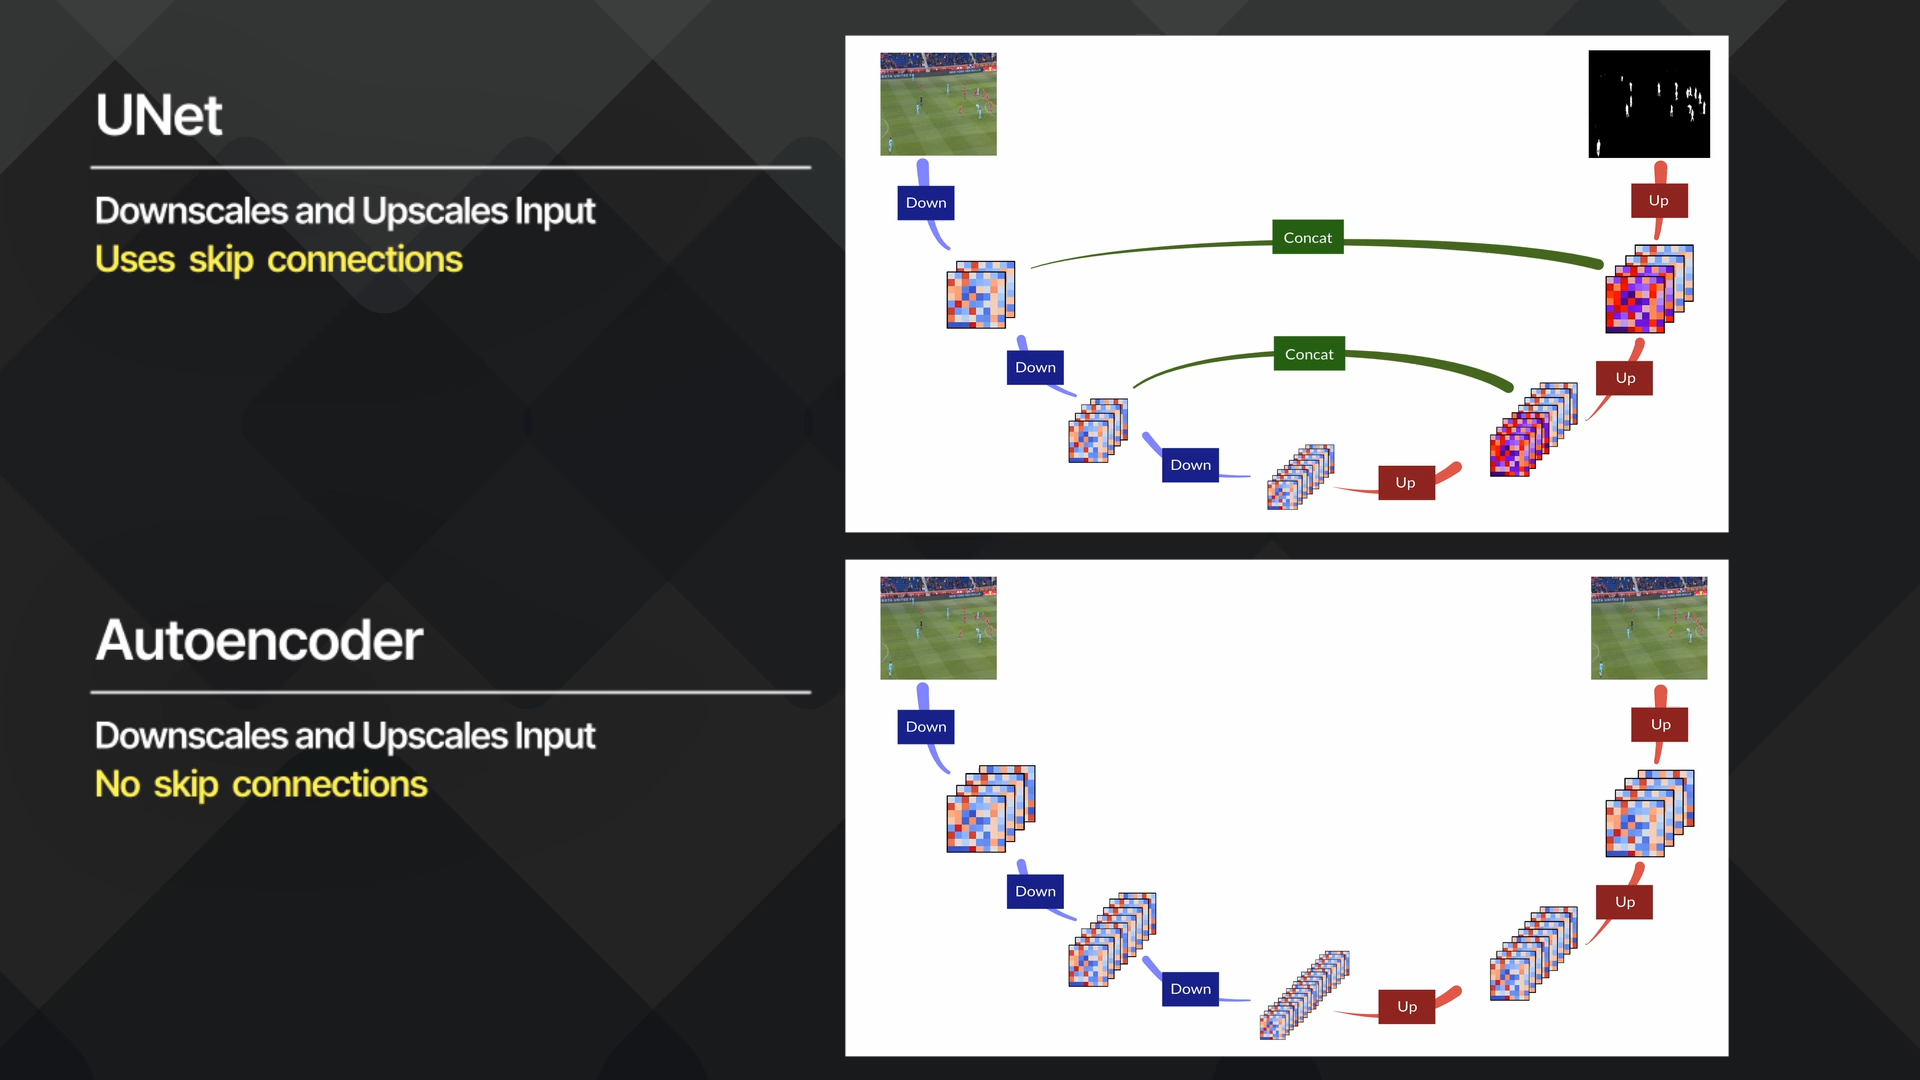 UNet
Downscales and Upscales Input
Uses skip connections
Down
Up
Concat
Down
Concat
Up
Down
Up
Autoencoder
Downscales and Upscales Input
No skip connections
Down
Up
Down
Up
Down
Up